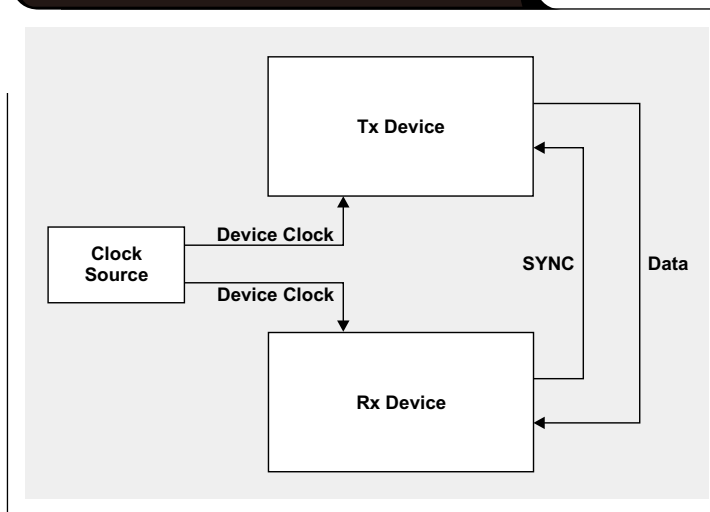 Tx Device
Device Clock
Clock
Source
Device Clock
SYNC
Data
Rx Device